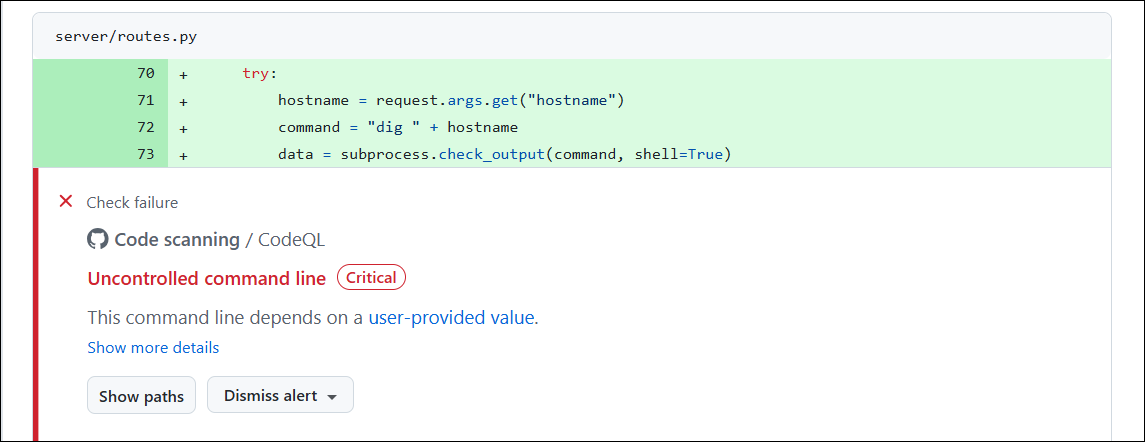 server/routes.py
70 + try:
71 + hostname = request.args.get("hostname")
72 + command = "dig " + hostname
73 + data = subprocess.check_output(command, shell=True)
Check failure
Code scanning / CodeQL
Uncontrolled command line Critical
This command line depends on a user-provided value.
Show more details
Show paths Dismiss alert